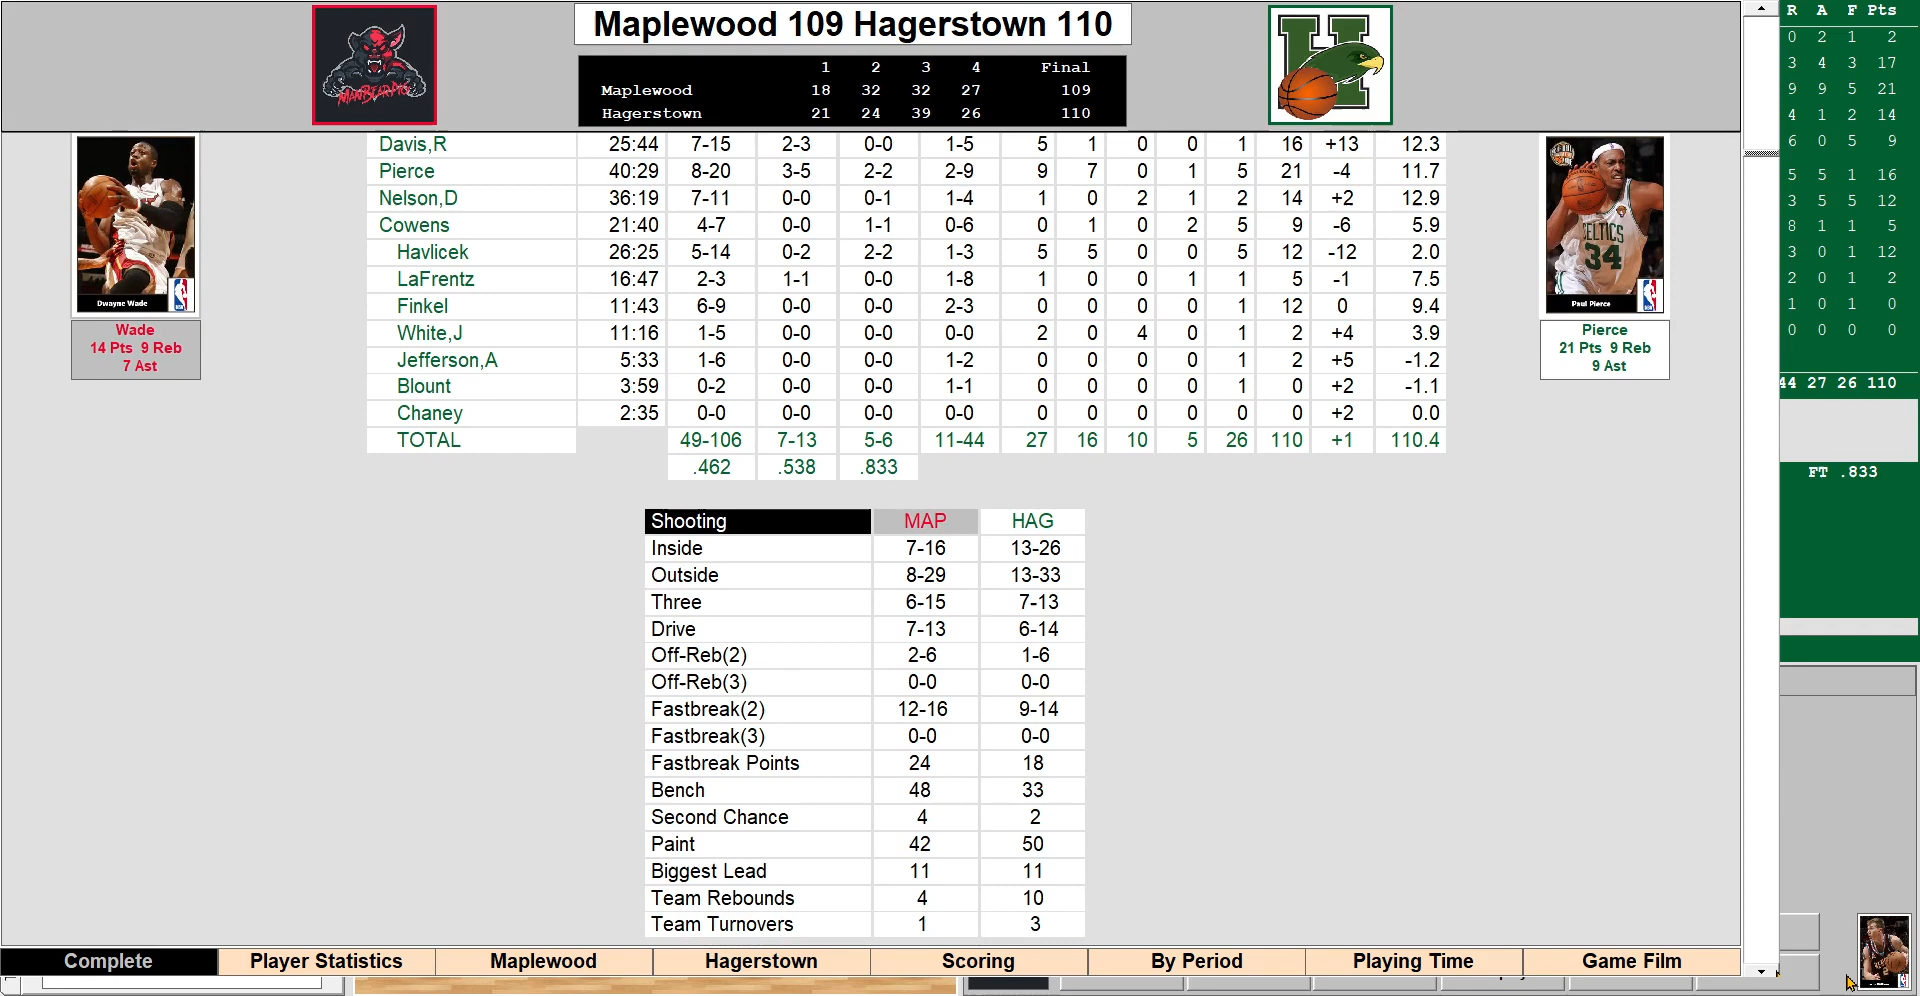 Maplewood 109 Hagerstown 110
1 2 3 4 Final
Maplewood 18 32 32 27 109
Hagerstown 21 24 39 26 110
MANBEARPIG
H
Davis,R 25:44 7-15 2-3 0-0 1-5 5 1 0 0 1 16 +13 12.3
Pierce 40:29 8-20 3-5 2-2 2-9 9 7 0 1 5 21 -4 11.7
Nelson,D 36:19 7-11 0-0 0-1 1-4 1 0 2 1 2 14 +2 12.9
Cowens 21:40 4-7 0-0 1-1 0-6 0 1 0 2 5 9 -6 5.9
Havlicek 26:25 5-14 0-2 2-2 1-3 5 5 0 0 5 12 -12 2.0
LaFrentz 16:47 2-3 1-1 0-0 1-8 1 0 0 1 1 5 -1 7.5
Finkel 11:43 6-9 0-0 0-0 2-3 0 0 0 0 1 12 0 9.4
White,J 11:16 1-5 0-0 0-0 0-0 2 0 4 0 1 2 +4 3.9
Jefferson,A 5:33 1-6 0-0 0-0 1-2 0 0 0 0 1 2 +5 -1.2
Blount 3:59 0-2 0-0 0-0 1-1 0 0 0 0 1 0 +2 -1.1
Chaney 2:35 0-0 0-0 0-0 0-0 0 0 0 0 0 0 +2 0.0
TOTAL 49-106 7-13 5-6 11-44 27 16 10 5 26 110 +1 110.4
.462 .538 .833
Dwayne Wade
Wade
14 Pts 9 Reb
7 Ast
CELTICS
34
Paul Pierce
Pierce
21 Pts 9 Reb
9 Ast
Shooting MAP HAG
Inside 7-16 13-26
Outside 8-29 13-33
Three 6-15 7-13
Drive 7-13 6-14
Off-Reb(2) 2-6 1-6
Off-Reb(3) 0-0 0-0
Fastbreak(2) 12-16 9-14
Fastbreak(3) 0-0 0-0
Fastbreak Points 24 18
Bench 48 33
Second Chance 4 2
Paint 42 50
Biggest Lead 11 11
Team Rebounds 4 10
Team Turnovers 1 3
Complete Player Statistics Maplewood Hagerstown Scoring By Period Playing Time Game Film
R A F Pts
0 2 1 2
3 4 3 17
9 9 5 21
4 1 2 14
6 0 5 9
5 5 1 16
3 5 5 12
8 1 1 5
3 0 1 12
2 0 1 2
1 0 1 0
0 0 0 0
44 27 26 110
FT .833